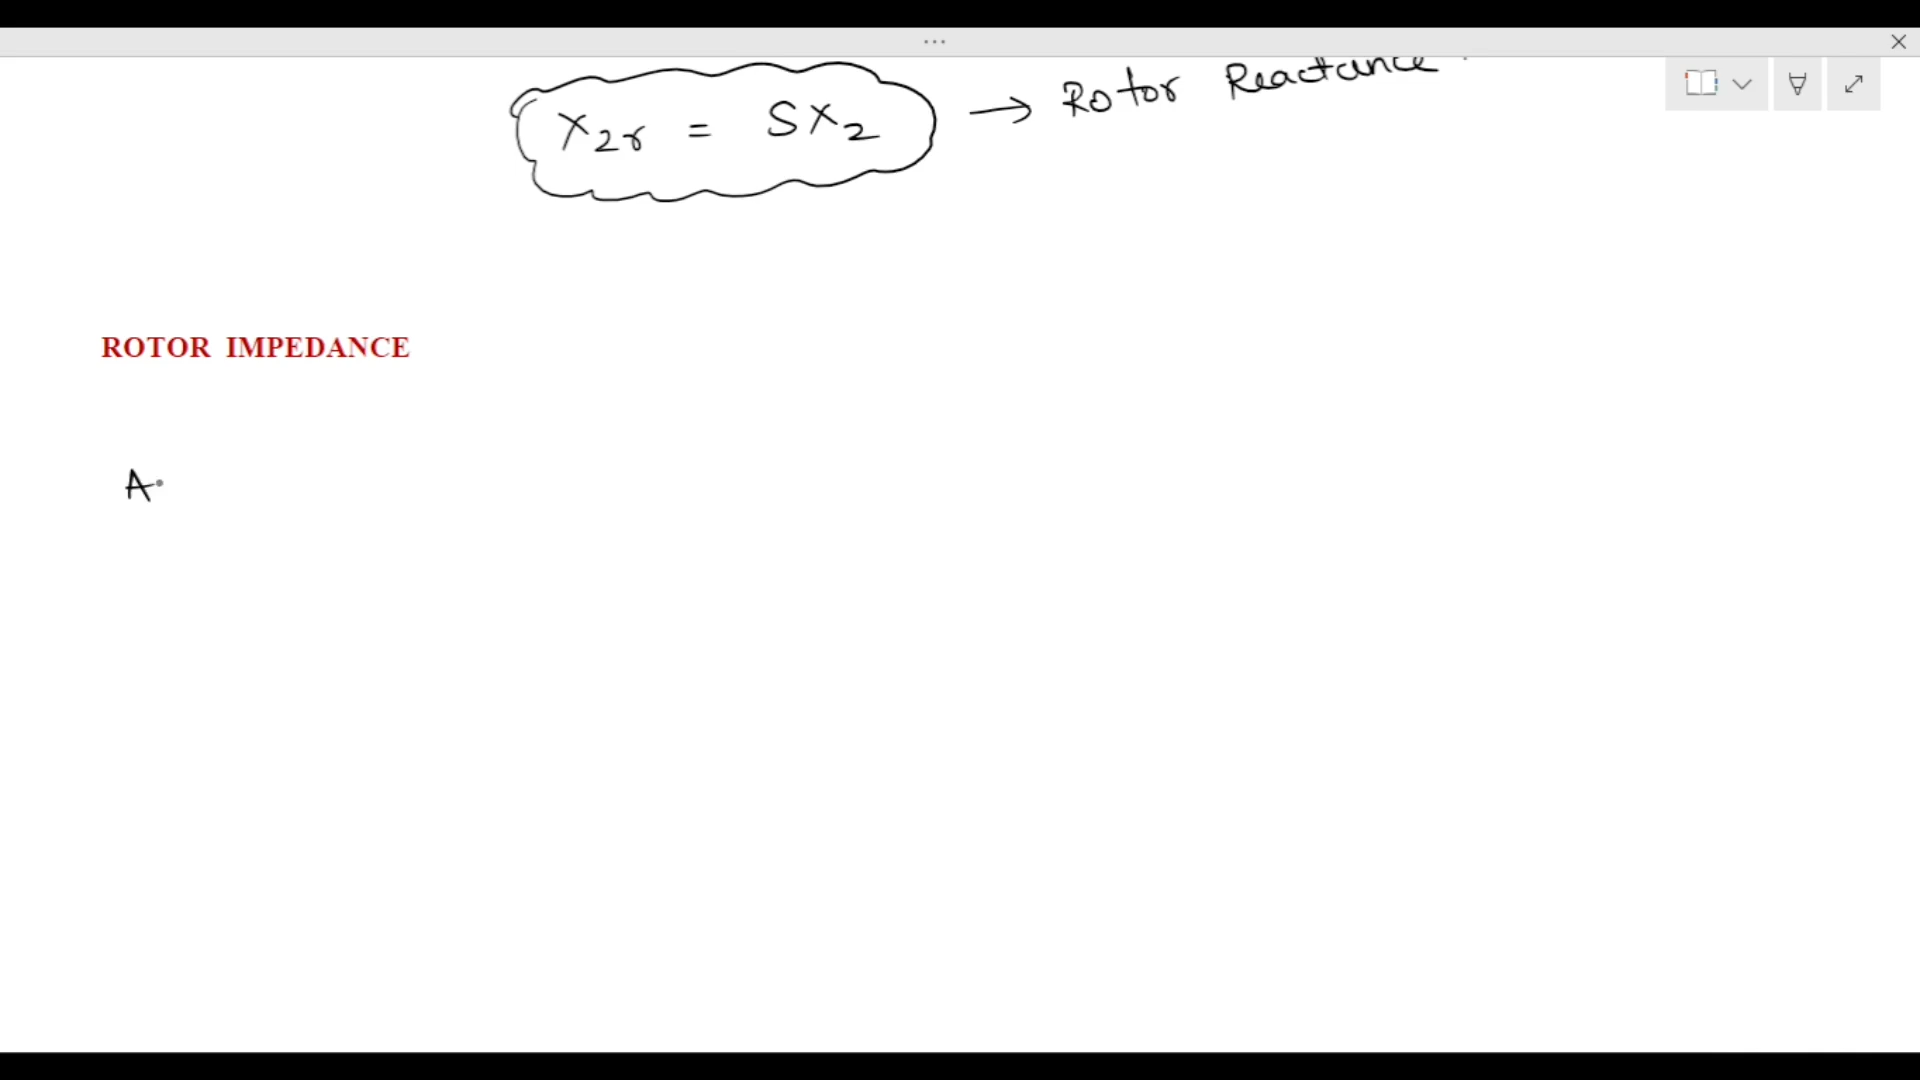 X2r = SX2 → Rotor Reactance
ROTOR IMPEDANCE
A